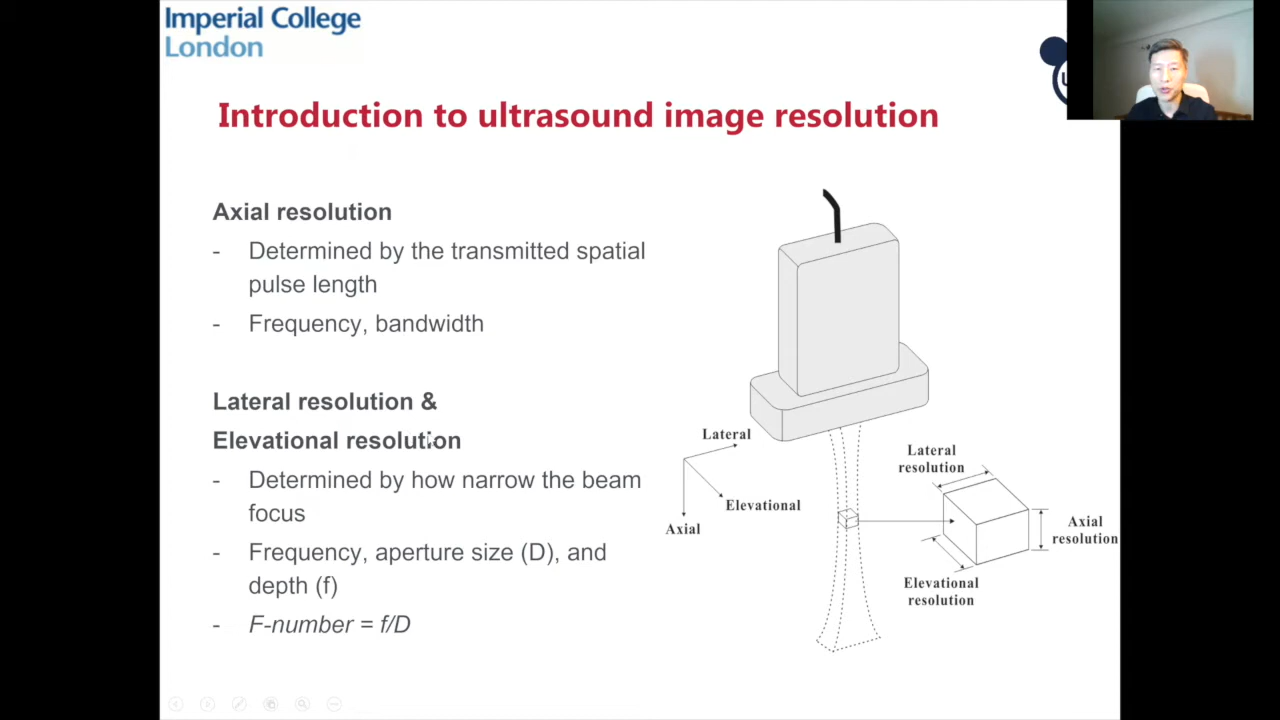 Imperial College
London
Introduction to ultrasound image resolution
Axial resolution
- Determined by the transmitted spatial
pulse length
- Frequency, bandwidth
Lateral resolution &
Elevational resolution
- Determined by how narrow the beam
focus
- Frequency, aperture size (D), and
depth (f)
- F-number = f/D
Lateral
Elevational
Axial
Lateral
resolution
Axial
resolution
Elevational
resolution